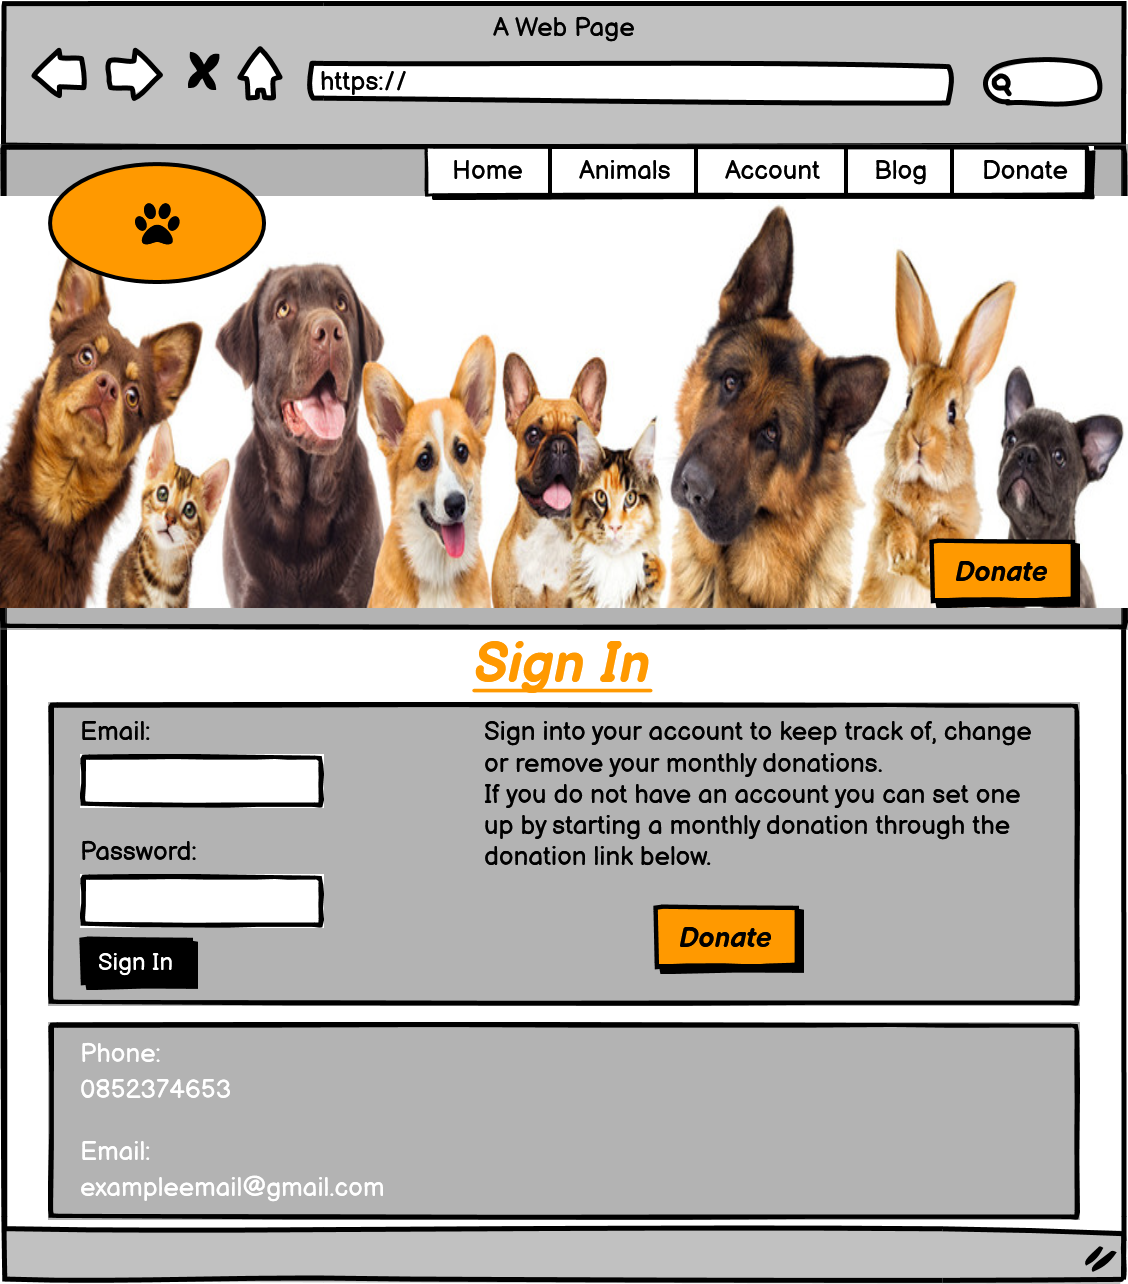 A Web Page
https://
Home Animals Account Blog Donate
Donate
Sign In
Email:
Password:
Sign In
Sign into your account to keep track of, change
or remove your monthly donations.
If you do not have an account you can set one
up by starting a monthly donation through the
donation link below.
Donate
Phone:
0852374653
Email:
exampleemail@gmail.com